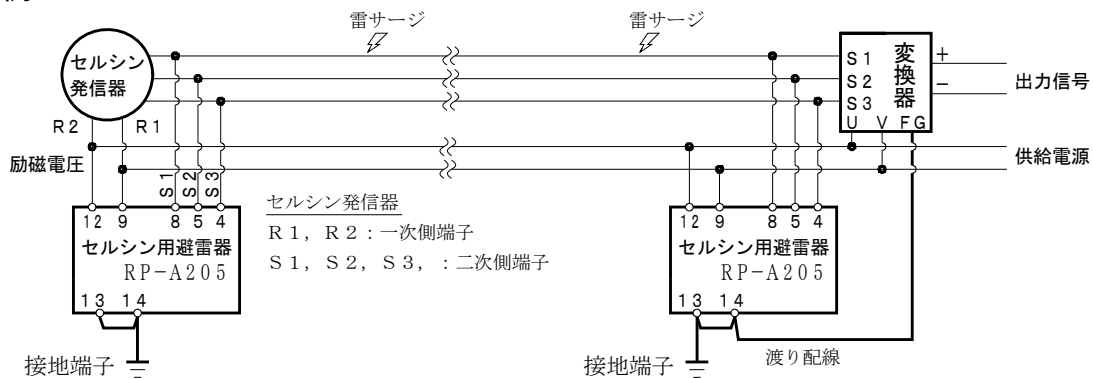 雷サージ
雷サージ
セルシン
発信器
R2
R1
S1
S2
S3
変換器
U V FG
+
-
出力信号
励磁電圧
供給電源
S1
S2
S3
12 9 8 5 4
セルシン用避雷器
RP-A205
13 14
接地端子
セルシン発信器
R1,R2:一次側端子
S1,S2,S3,:二次側端子
12 9 8 5 4
セルシン用避雷器
RP-A205
13 14
接地端子
渡り配線